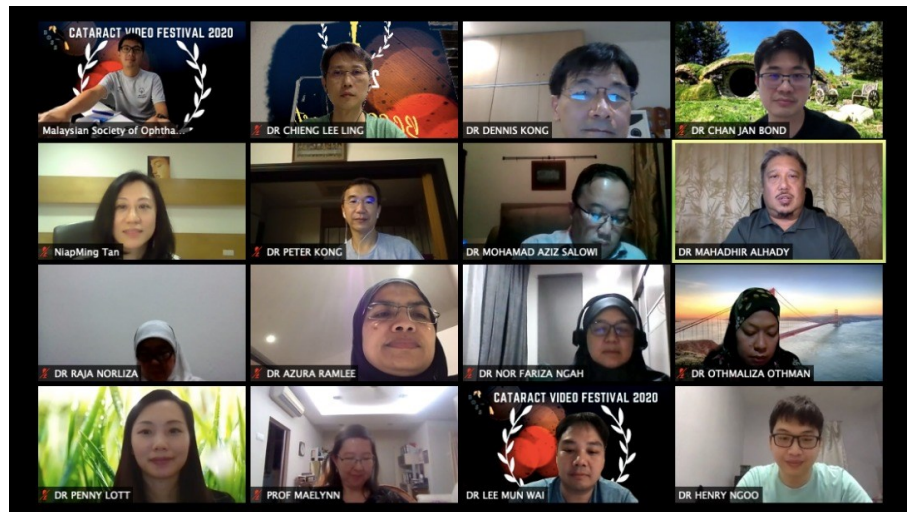 CATARACT VIDEO FESTIVAL 2020
Malaysian Society of Ophtha...
DR CHIENG LEE LING
DR DENNIS KONG
DR CHAN JAN BOND
NiapMing Tan
DR PETER KONG
DR MOHAMAD AZIZ SALOWI
DR MAHADHIR ALHADY
DR RAJA NORLIZA
DR AZURA RAMLEE
DR NOR FARIZA NGAH
DR OTHMALIZA OTHMAN
CATARACT VIDEO FESTIVAL 2020
DR PENNY LOTT
PROF MAELYNN
DR LEE MUN WAI
DR HENRY NGOO